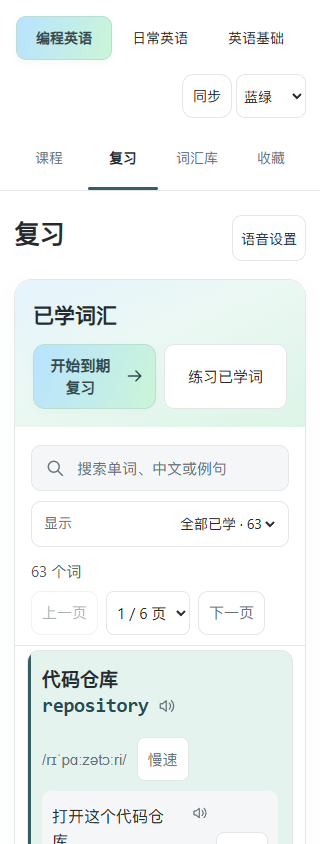 编程英语 日常英语 英语基础
同步 蓝绿
课程 复习 词汇库 收藏
复习 语音设置
已学词汇
开始到期
复习 → 练习已学词
搜索单词、中文或例句
显示 全部已学 · 63
63 个词
上一页 1 / 6 页 下一页
代码仓库
repository
/rɪˈpɑːzətɔːri/ 慢速
打开这个代码仓
库